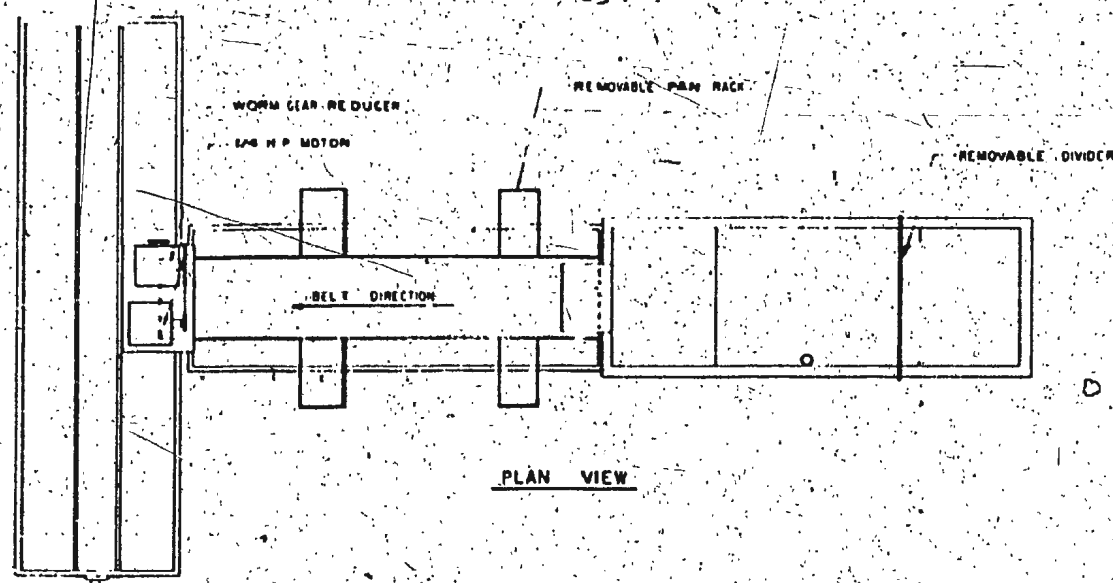 REMOVABLE PAN RACK
WORM GEAR REDUCER
H P MOTOR
REMOVABLE DIVIDER
BELT DIRECTION
PLAN VIEW